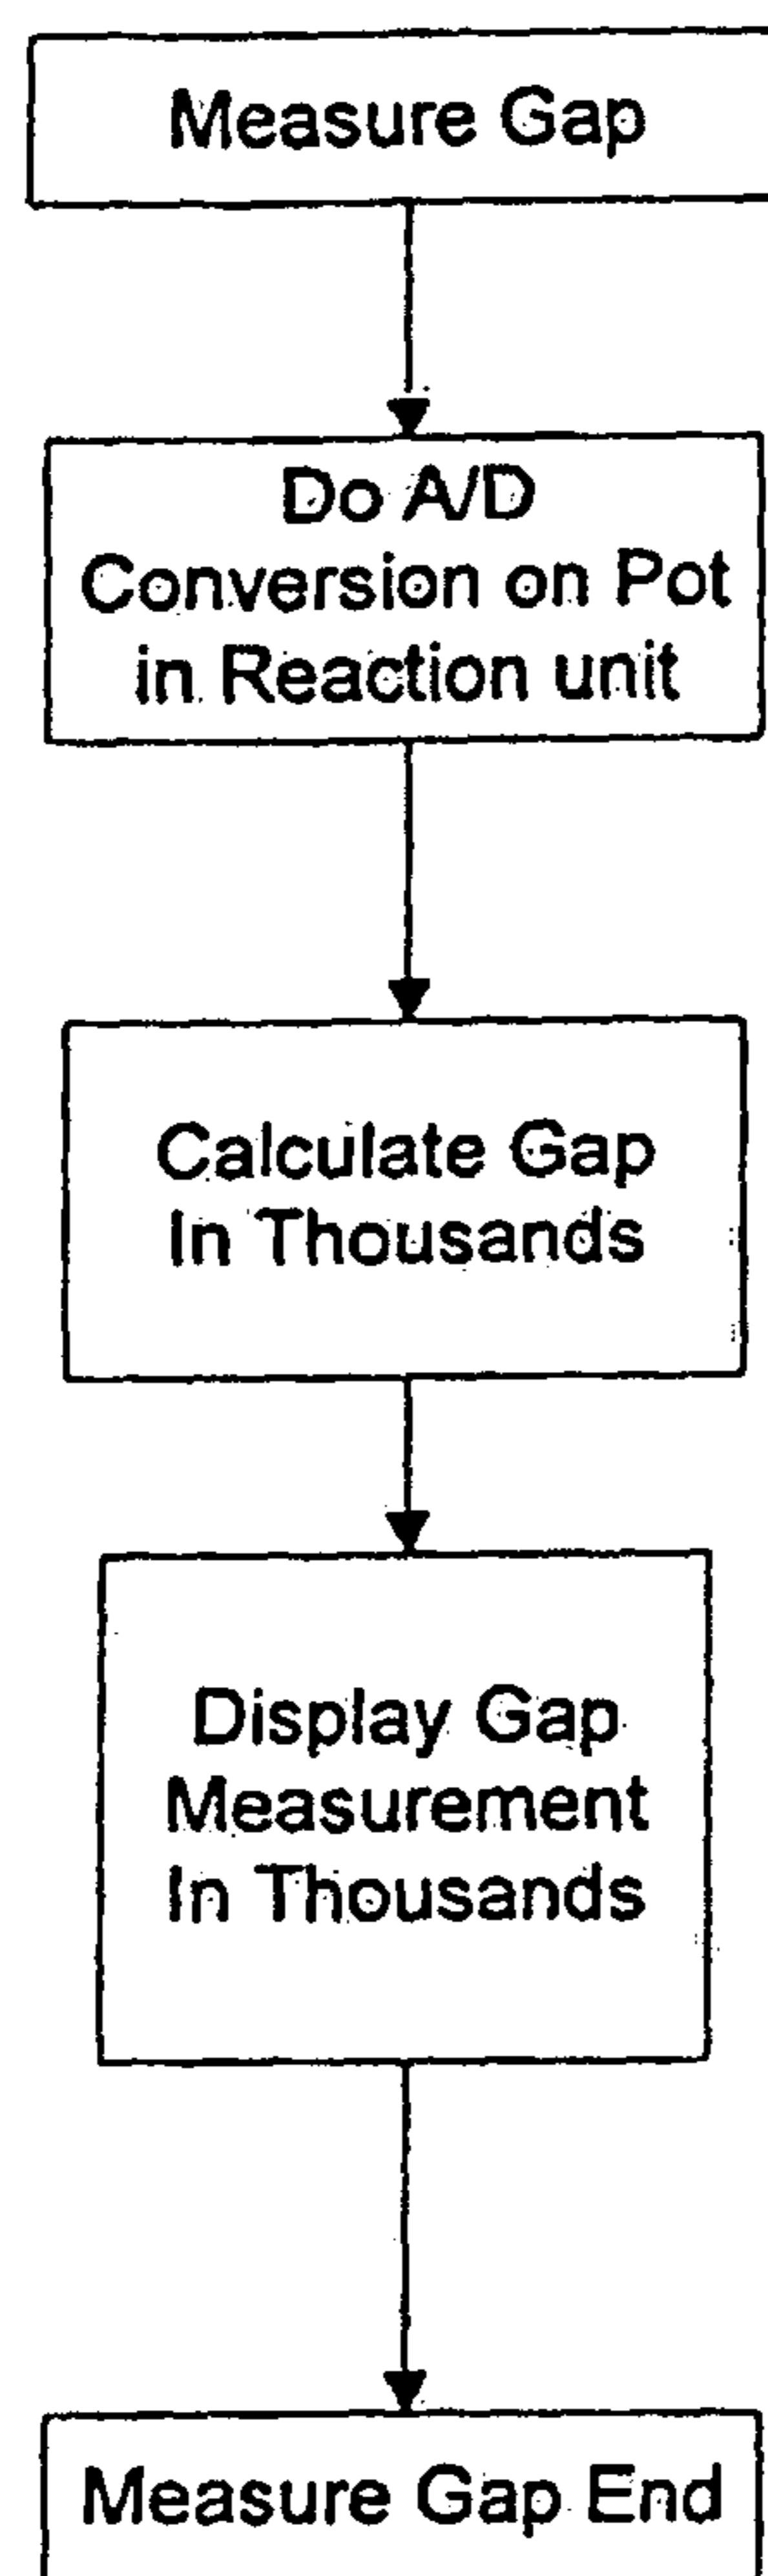 Measure Gap
Do A/D
Conversion on Pot
in Reaction unit
Calculate Gap
In Thousands
Display Gap
Measurement
In Thousands
Measure Gap End